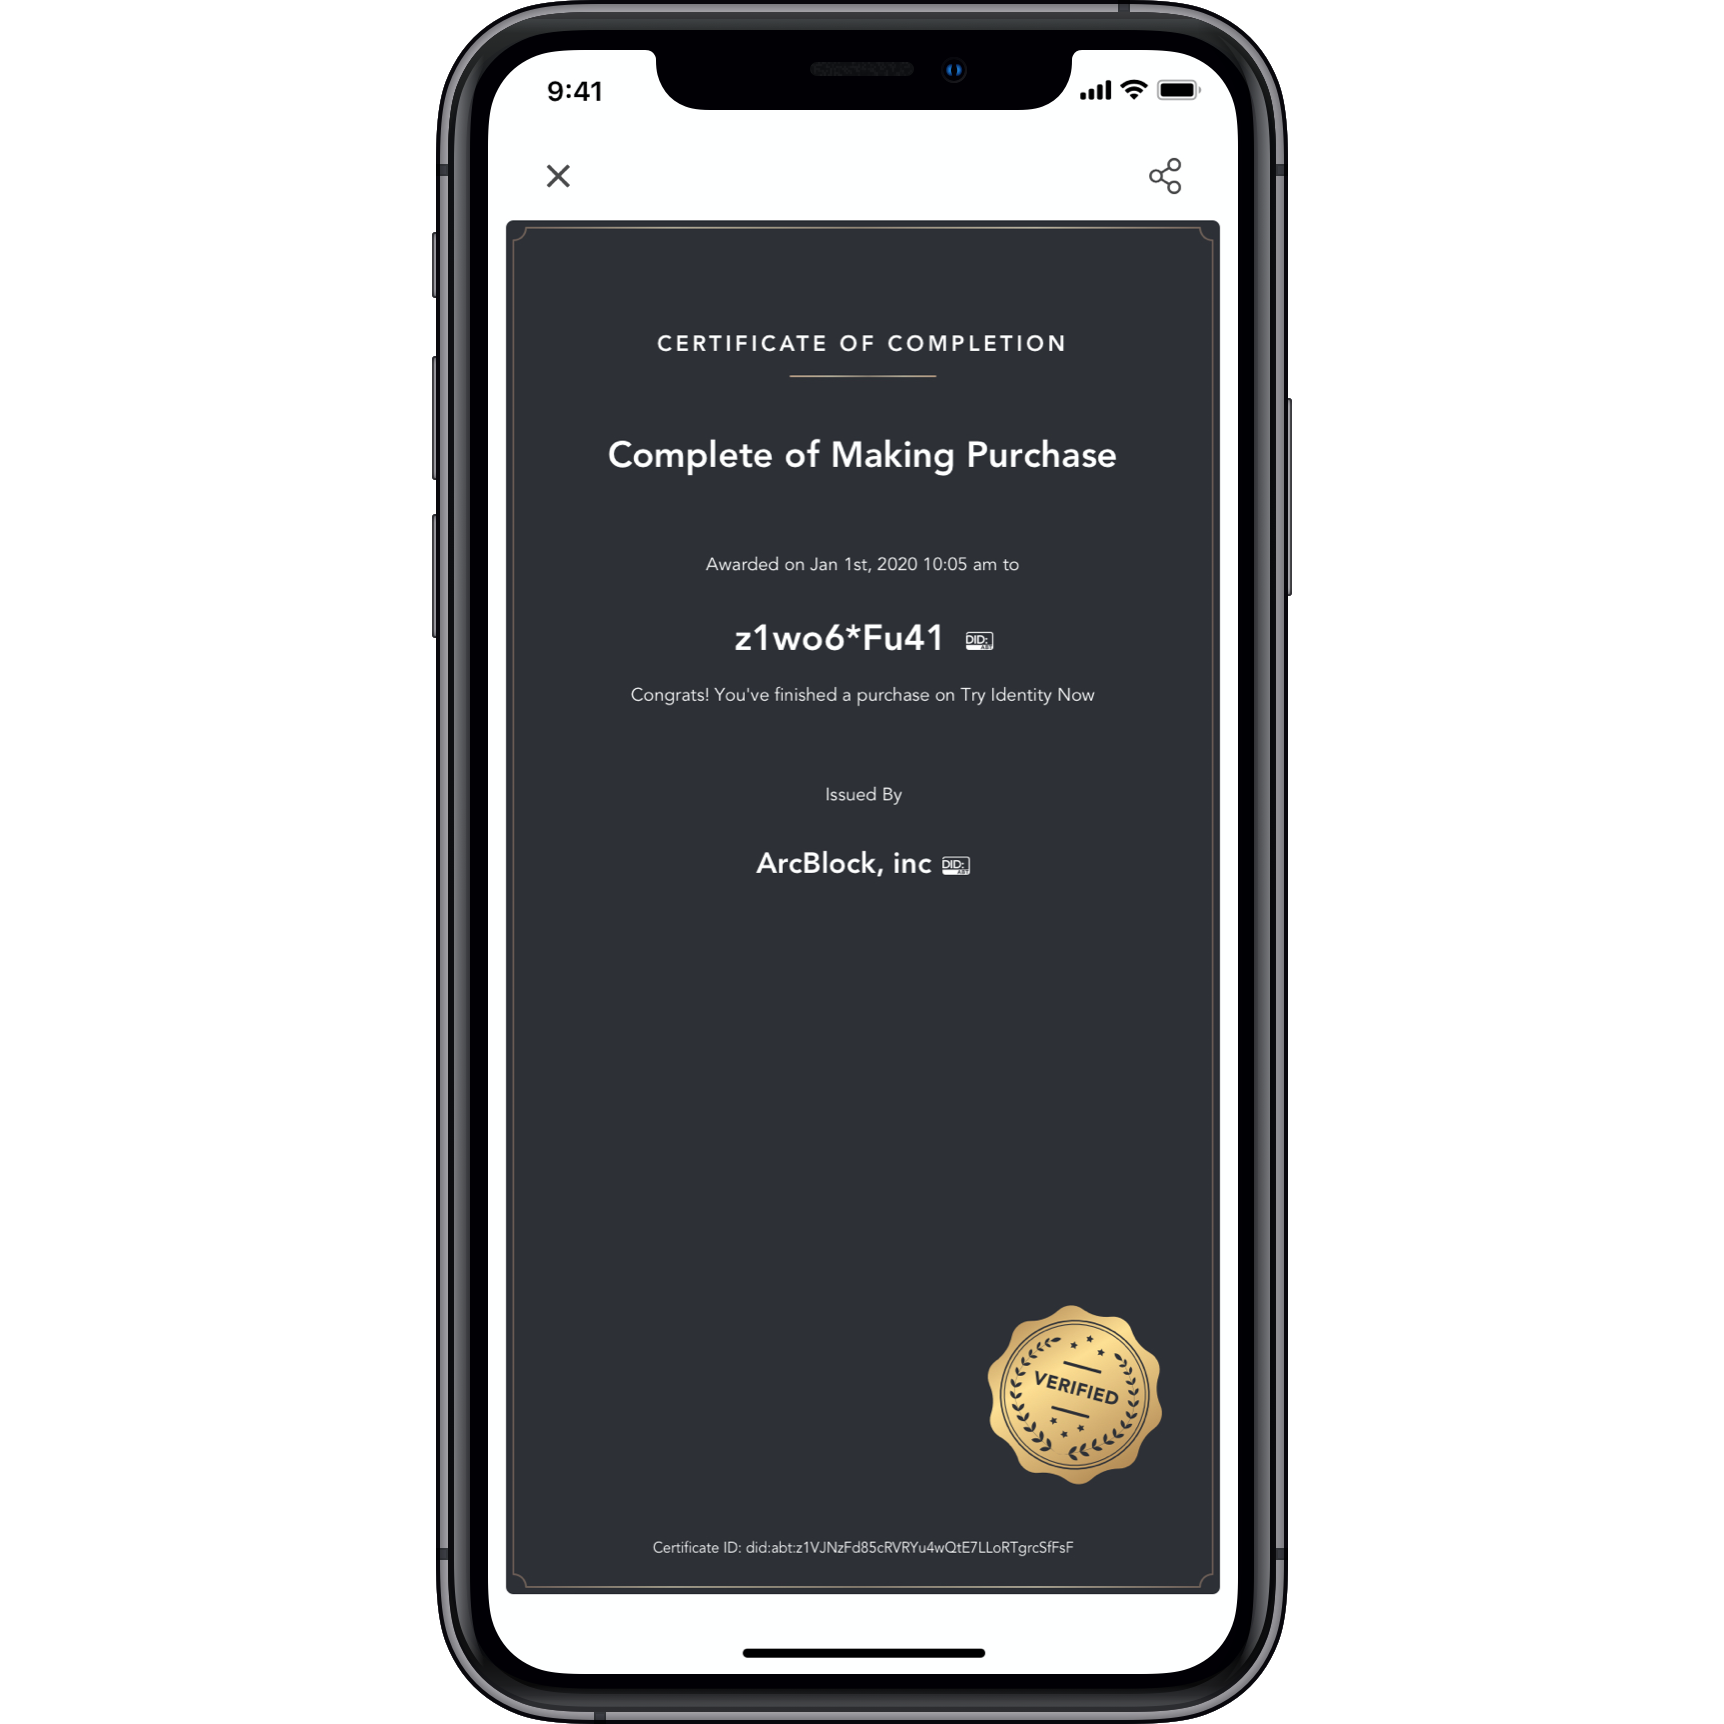 9:41
CERTIFICATE OF COMPLETION
Complete of Making Purchase
Awarded on Jan 1st, 2020 10:05 am to
z1wo6*Fu41 DID: ABT
Congrats! You've finished a purchase on Try Identity Now
Issued By
ArcBlock, inc DID: ABT
VERIFIED
Certificate ID: did:abt:z1VJNzFd85cRVRYu4wQtE7LLoRTgrcSfFsF